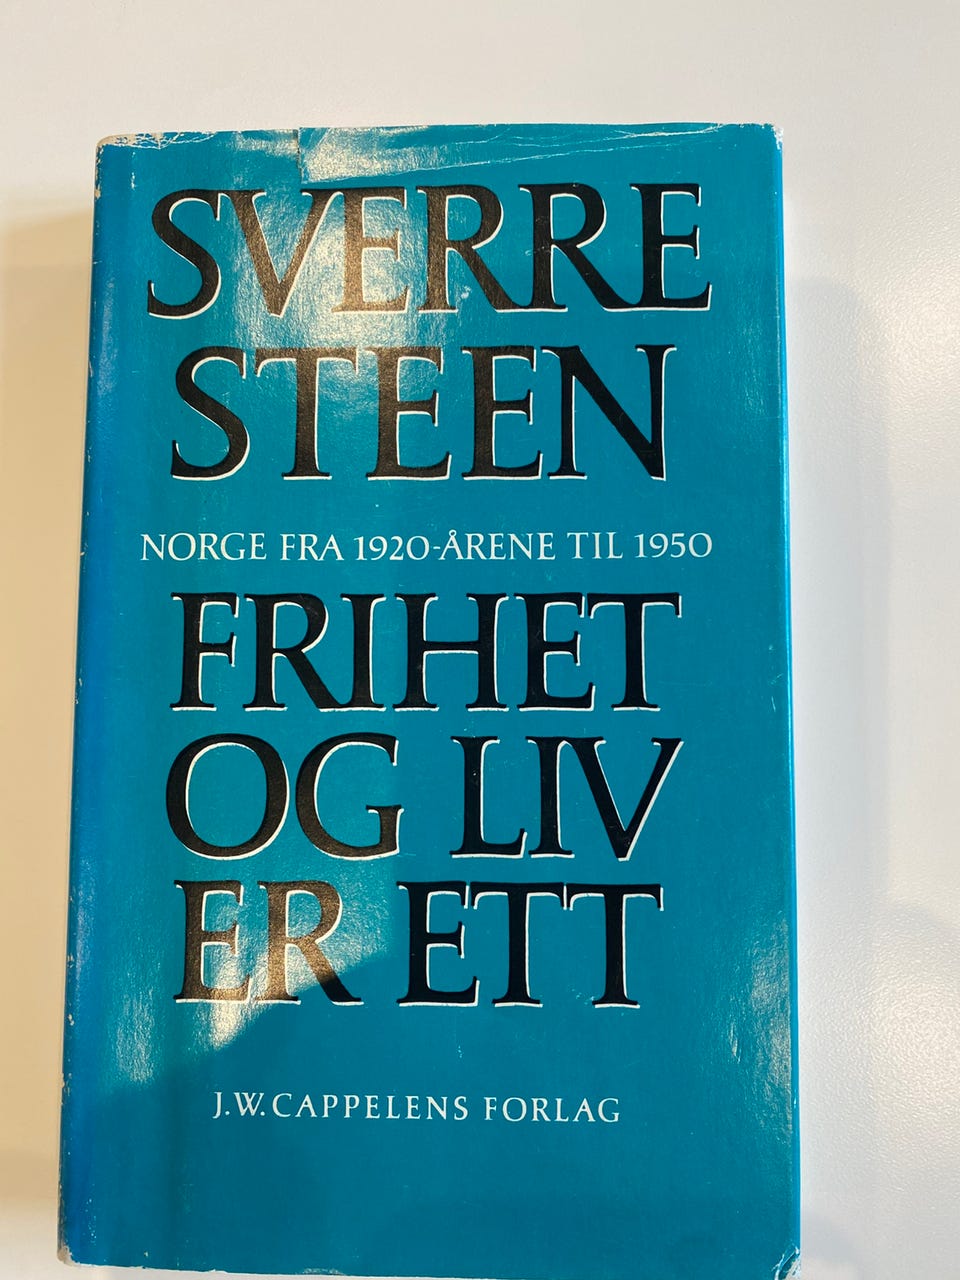 SVERRE
STEEN
NORGE FRA 1920-ÅRENE TIL 1950
FRIHET
OG LIV
ER ETT
J.W. CAPPELENS FORLAG